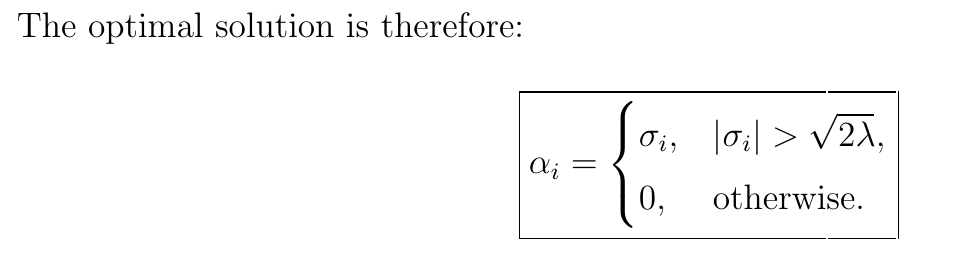 The optimal solution is therefore:
α_i = { σ_i, |σ_i| > √(2λ),
0, otherwise.